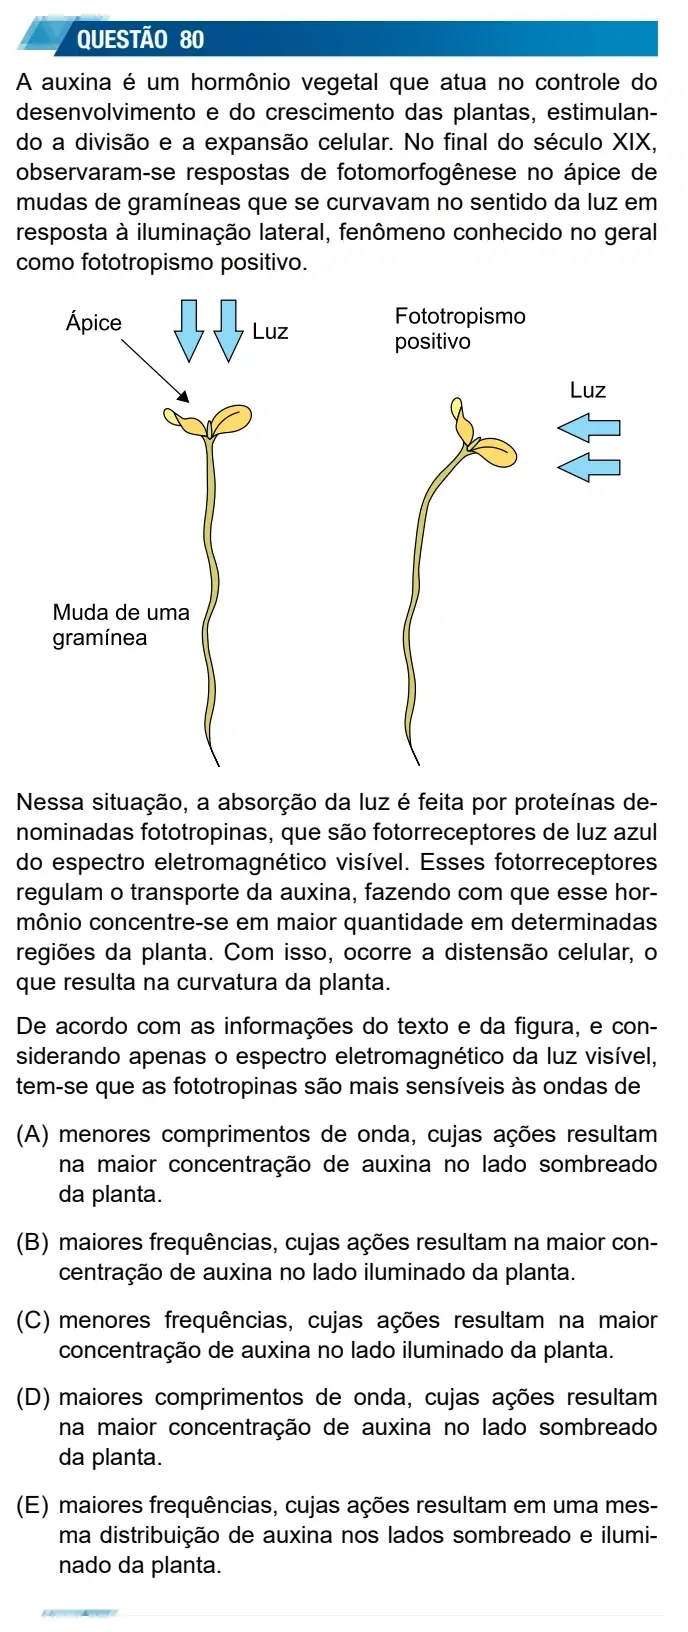 QUESTÃO 80
A auxina é um hormônio vegetal que atua no controle do
desenvolvimento e do crescimento das plantas, estimulan-
do a divisão e a expansão celular. No final do século XIX,
observaram-se respostas de fotomorfogênese no ápice de
mudas de gramíneas que se curvavam no sentido da luz em
resposta à iluminação lateral, fenômeno conhecido no geral
como fototropismo positivo.
Ápice
Luz
Fototropismo
positivo
Luz
Muda de uma
gramínea
Nessa situação, a absorção da luz é feita por proteínas de-
nominadas fototropinas, que são fotorreceptores de luz azul
do espectro eletromagnético visível. Esses fotorreceptores
regulam o transporte da auxina, fazendo com que esse hor-
mônio concentre-se em maior quantidade em determinadas
regiões da planta. Com isso, ocorre a distensão celular, o
que resulta na curvatura da planta.
De acordo com as informações do texto e da figura, e con-
siderando apenas o espectro eletromagnético da luz visível,
tem-se que as fototropinas são mais sensíveis às ondas de
(A) menores comprimentos de onda, cujas ações resultam
na maior concentração de auxina no lado sombreado
da planta.
(B) maiores frequências, cujas ações resultam na maior con-
centração de auxina no lado iluminado da planta.
(C) menores frequências, cujas ações resultam na maior
concentração de auxina no lado iluminado da planta.
(D) maiores comprimentos de onda, cujas ações resultam
na maior concentração de auxina no lado sombreado
da planta.
(E) maiores frequências, cujas ações resultam em uma mes-
ma distribuição de auxina nos lados sombreado e ilumi-
nado da planta.